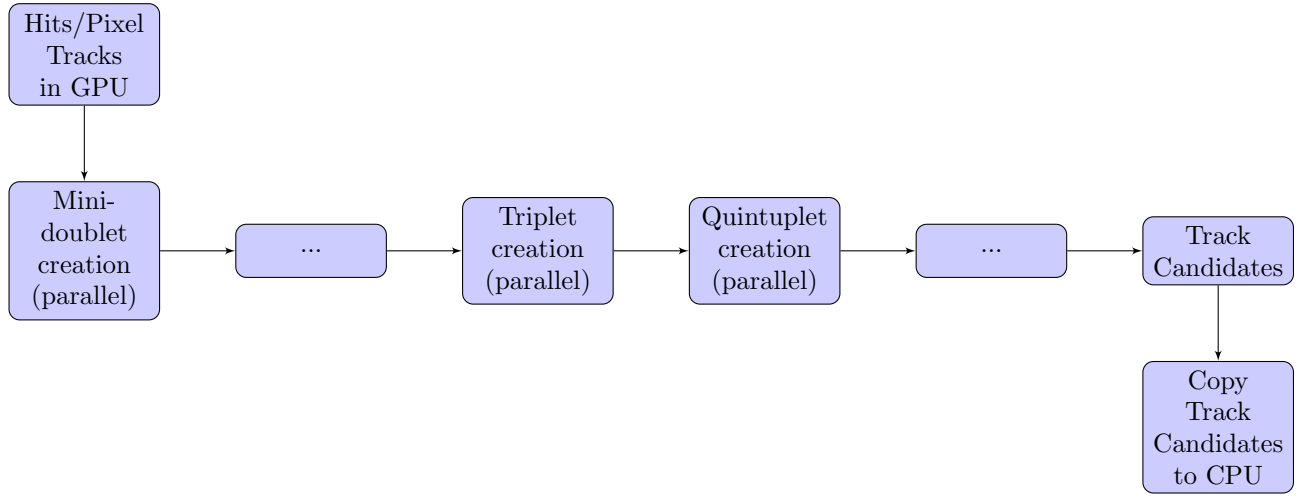 Hits/Pixel
Tracks
in GPU
Mini-
doublet
creation
(parallel)
...
Triplet
creation
(parallel)
Quintuplet
creation
(parallel)
...
Track
Candidates
Copy
Track
Candidates
to CPU